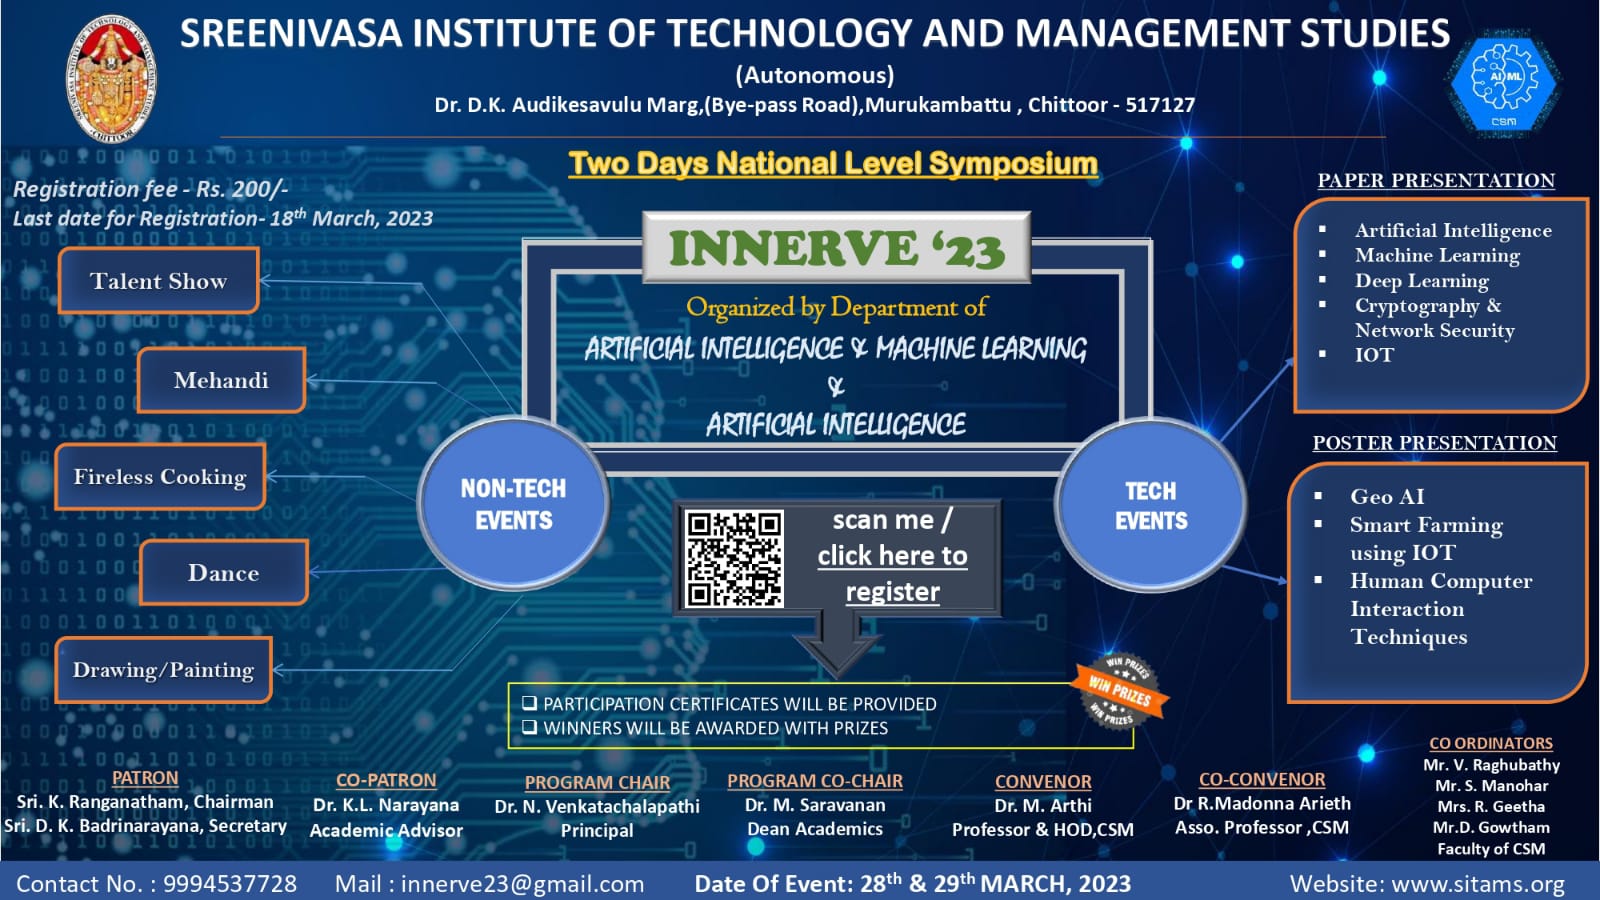 SREENIVASA INSTITUTE OF TECHNOLOGY AND MANAGEMENT STUDIES
(Autonomous)
Dr. D.K. Audikesavulu Marg,(Bye-pass Road),Murukambattu , Chittoor - 517127
AI ML
CSM
CHITTOOR
Two Days National Level Symposium
Registration fee - Rs. 200/-
Last date for Registration- 18th March, 2023
INNERVE ‘23
Organized by Department of
ARTIFICIAL INTELLIGENCE & MACHINE LEARNING
&
ARTIFICIAL INTELLIGENCE
NON-TECH
EVENTS
Talent Show
Mehandi
Fireless Cooking
Dance
Drawing/Painting
TECH
EVENTS
PAPER PRESENTATION
Artificial Intelligence
Machine Learning
Deep Learning
Cryptography &
Network Security
IOT
POSTER PRESENTATION
Geo AI
Smart Farming
using IOT
Human Computer
Interaction
Techniques
scan me /
click here to
register
PARTICIPATION CERTIFICATES WILL BE PROVIDED
WINNERS WILL BE AWARDED WITH PRIZES
WIN PRIZES
WIN PRIZES
WIN PRIZES
PATRON
Sri. K. Ranganatham, Chairman
Sri. D. K. Badrinarayana, Secretary
CO-PATRON
Dr. K.L. Narayana
Academic Advisor
PROGRAM CHAIR
Dr. N. Venkatachalapathi
Principal
PROGRAM CO-CHAIR
Dr. M. Saravanan
Dean Academics
CONVENOR
Dr. M. Arthi
Professor & HOD,CSM
CO-CONVENOR
Dr R.Madonna Arieth
Asso. Professor ,CSM
CO ORDINATORS
Mr. V. Raghubathy
Mr. S. Manohar
Mrs. R. Geetha
Mr.D. Gowtham
Faculty of CSM
Contact No. : 9994537728
Mail : innerve23@gmail.com
Date Of Event: 28th & 29th MARCH, 2023
Website: www.sitams.org